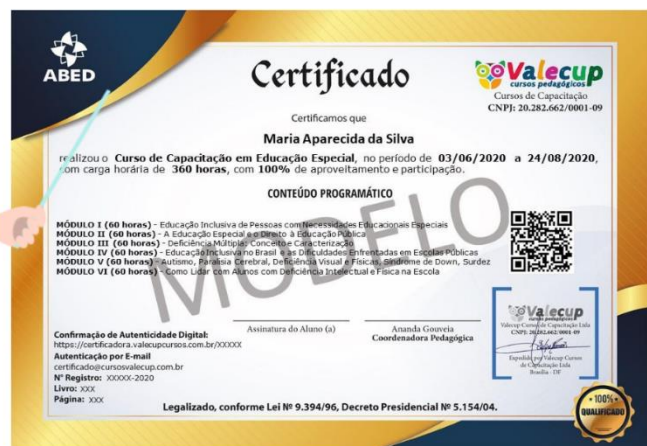 ABED
Certificado
Valecup
cursos pedagógicos
Cursos de Capacitação
CNPJ: 20.282.662/0001-09
Certificamos que
Maria Aparecida da Silva
realizou o Curso de Capacitação em Educação Especial, no período de 03/06/2020 a 24/08/2020,
com carga horária de 360 horas, com 100% de aproveitamento e participação.
CONTEÚDO PROGRAMÁTICO
MÓDULO I (60 horas) - Educação Inclusiva de Pessoas com Necessidades Educacionais Especiais
MÓDULO II (60 horas) - A Educação Especial e o Direito à Educação Pública
MÓDULO III (60 horas) - Deficiência Múltipla: Conceito e Caracterização
MÓDULO IV (60 horas) - Educação Inclusiva no Brasil e as Dificuldades Enfrentadas em Escolas Públicas
MÓDULO V (60 horas) - Autismo, Paralisia Cerebral, Deficiência Visual e Físicas, Síndrome de Down, Surdez
MÓDULO VI (60 horas) - Como Lidar com Alunos com Deficiência Intelectual e Física na Escola
MODELO
Assinatura do Aluno (a)
Ananda Gouveia
Coordenadora Pedagógica
Valecup
cursos pedagógicos
Valecup Cursos de Capacitação Ltda
CNPJ: 20.282.662/0001-09
Expedido por Valecup Cursos
de Capacitação Ltda
Brasília - DF
Confirmação de Autenticidade Digital:
https://certificadora.valecupcursos.com.br/XXXXX
Autenticação por E-mail
certificado@cursosvalecup.com.br
Nº Registro: XXXXX-2020
Livro: XXX
Página: XXX
Legalizado, conforme Lei Nº 9.394/96, Decreto Presidencial Nº 5.154/04.
100%
QUALIFICADO